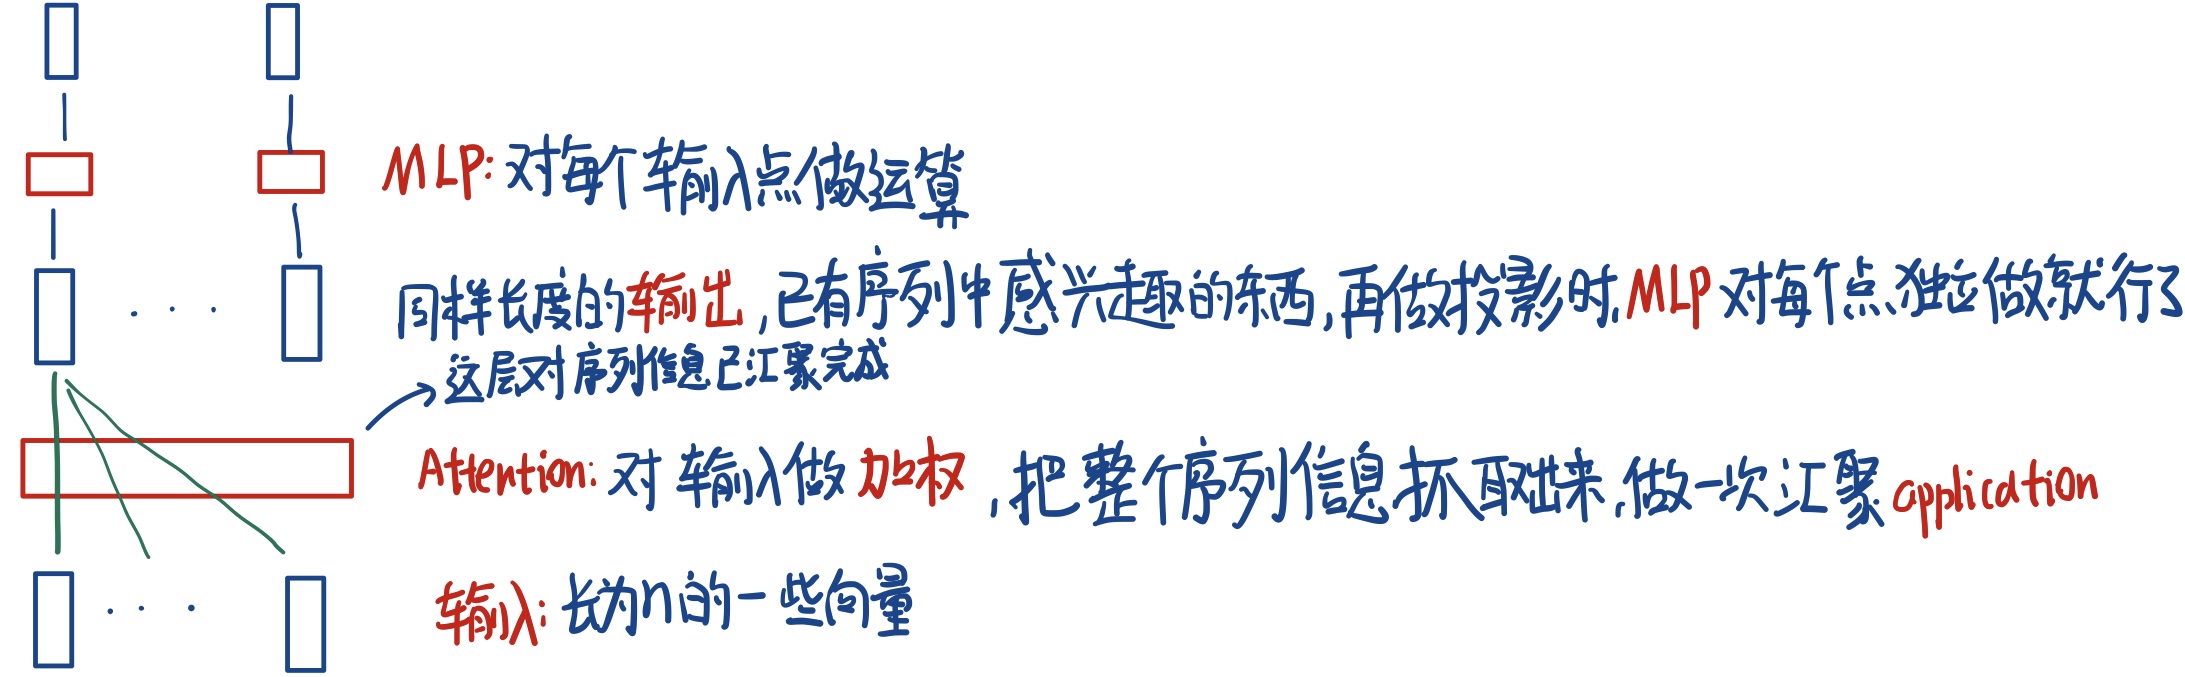 MLP: 对每个输入点做运算
同样长度的输出,已有序列中感兴趣的东西,再做投影时,MLP对每个点、独立做就行了
这层对序列信息已汇聚完成
Attention: 对输入做加权,把整个序列信息抓取出来,做一次汇聚 application
输入: 长为n的一些向量